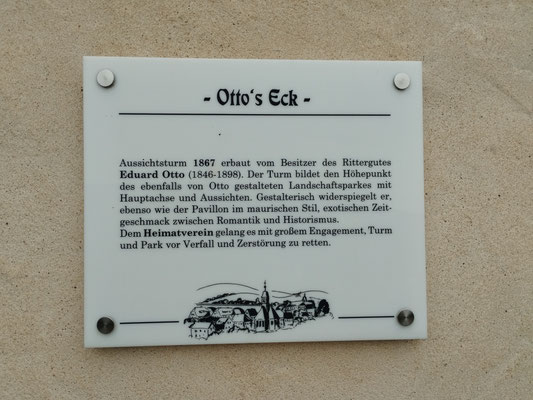 - Otto's Eck -
Aussichtsturm 1867 erbaut vom Besitzer des Rittergutes
Eduard Otto (1846-1898). Der Turm bildet den Höhepunkt
des ebenfalls von Otto gestalteten Landschaftsparkes mit
Hauptachse und Aussichten. Gestalterisch widerspiegelt er,
ebenso wie der Pavillon im maurischen Stil, exotischen Zeit-
geschmack zwischen Romantik und Historismus.
Dem Heimatverein gelang es mit großem Engagement, Turm
und Park vor Verfall und Zerstörung zu retten.